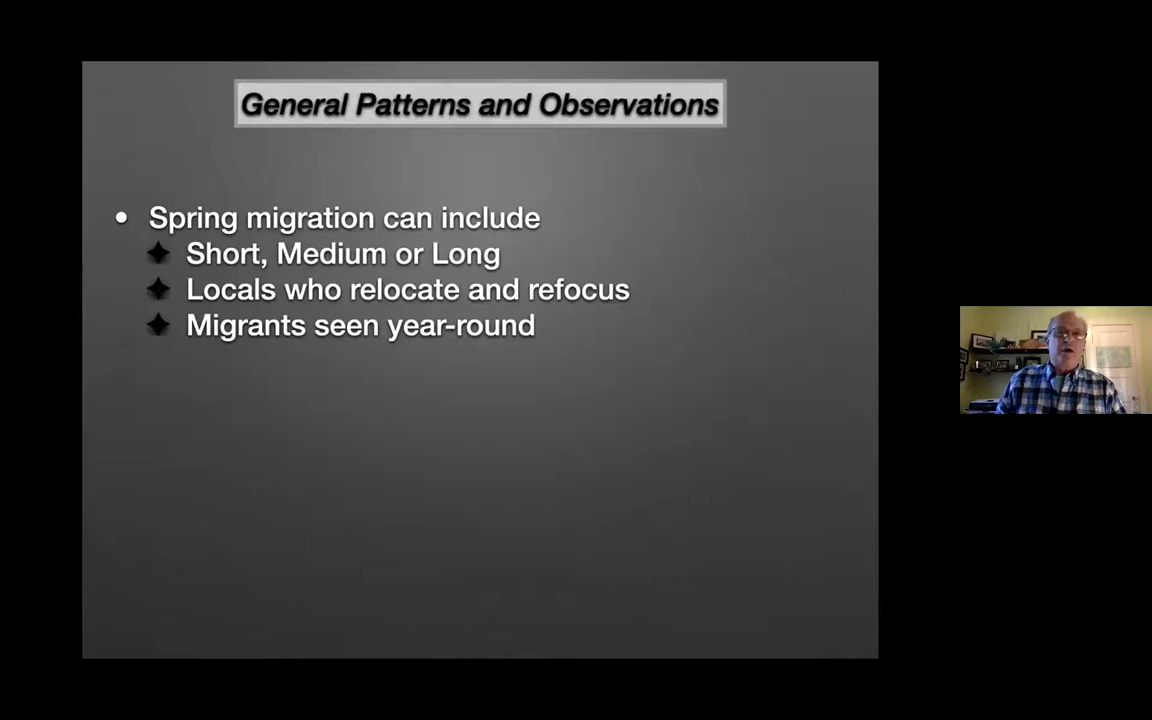 General Patterns and Observations
• Spring migration can include
✦ Short, Medium or Long
✦ Locals who relocate and refocus
✦ Migrants seen year-round